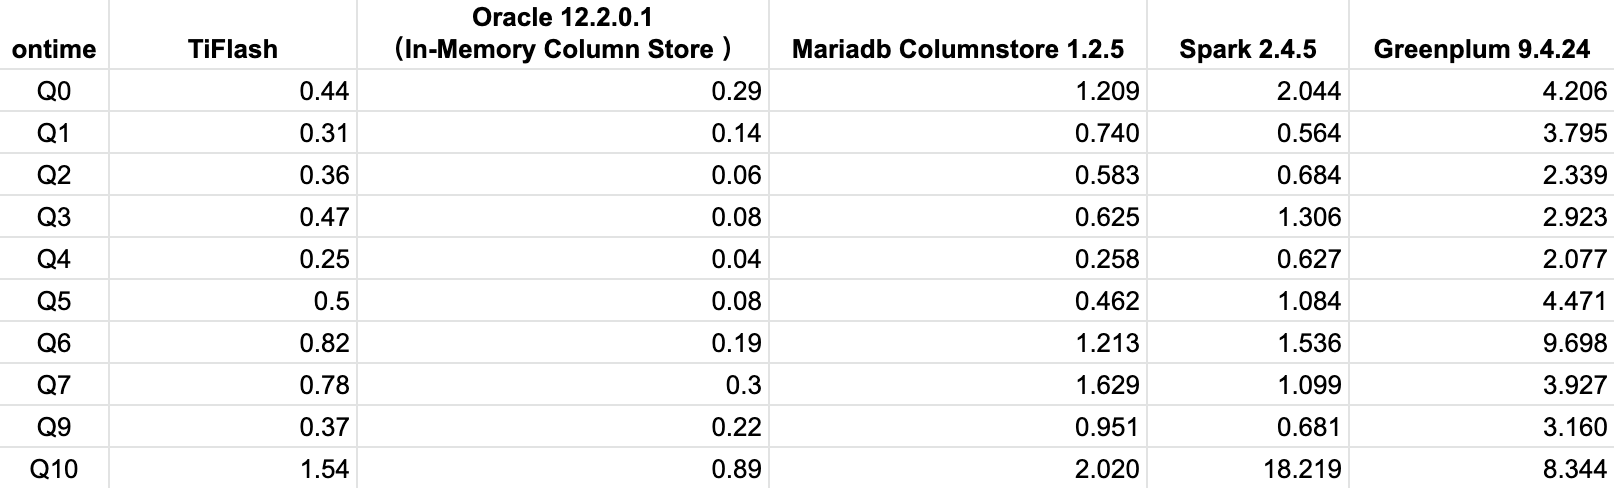 Oracle 12.2.0.1
ontime TiFlash (In-Memory Column Store ) Mariadb Columnstore 1.2.5 Spark 2.4.5 Greenplum 9.4.24
Q0 0.44 0.29 1.209 2.044 4.206
Q1 0.31 0.14 0.740 0.564 3.795
Q2 0.36 0.06 0.583 0.684 2.339
Q3 0.47 0.08 0.625 1.306 2.923
Q4 0.25 0.04 0.258 0.627 2.077
Q5 0.5 0.08 0.462 1.084 4.471
Q6 0.82 0.19 1.213 1.536 9.698
Q7 0.78 0.3 1.629 1.099 3.927
Q9 0.37 0.22 0.951 0.681 3.160
Q10 1.54 0.89 2.020 18.219 8.344